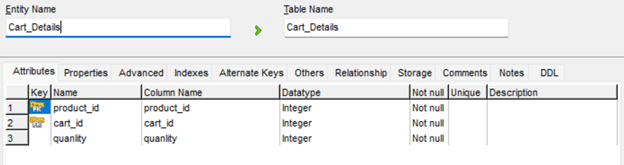 Entity Name Table Name
Cart_Details Cart_Details
Attributes Properties Advanced Indexes Alternate Keys Others Relationship Storage Comments Notes DDL
Key Name Column Name Datatype Not null Unique Description
1 product_id product_id Integer Not null
2 cart_id cart_id Integer Not null
3 quanlity quanlity Integer Not null